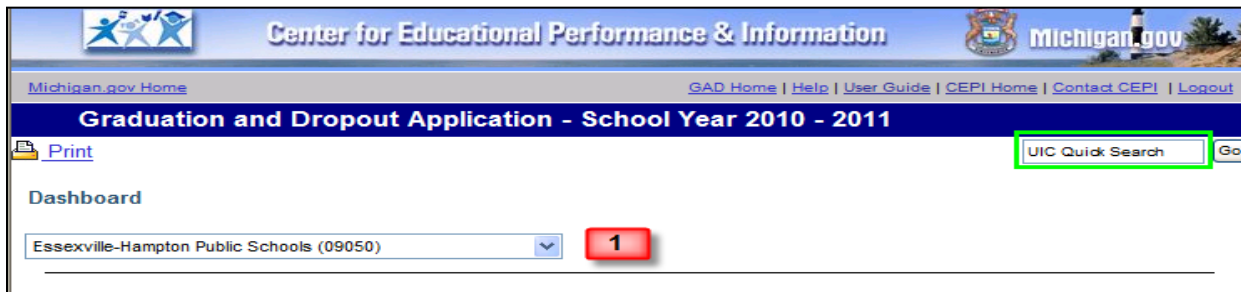 Center for Educational Performance & Information Michigan.gov
Michigan.gov Home GAD Home | Help | User Guide | CEPI Home | Contact CEPI | Logout
Graduation and Dropout Application - School Year 2010 - 2011
Print UIC Quick Search Go
Dashboard
Essexville-Hampton Public Schools (09050) 1